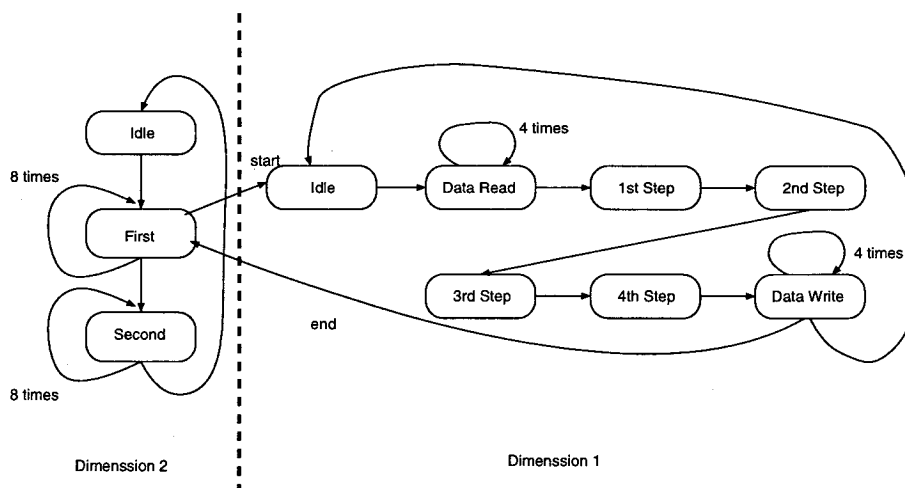 Idle
8 times
First
Second
8 times
Dimenssion 2
start
Idle
4 times
Data Read
1st Step
2nd Step
3rd Step
4th Step
4 times
Data Write
end
Dimenssion 1